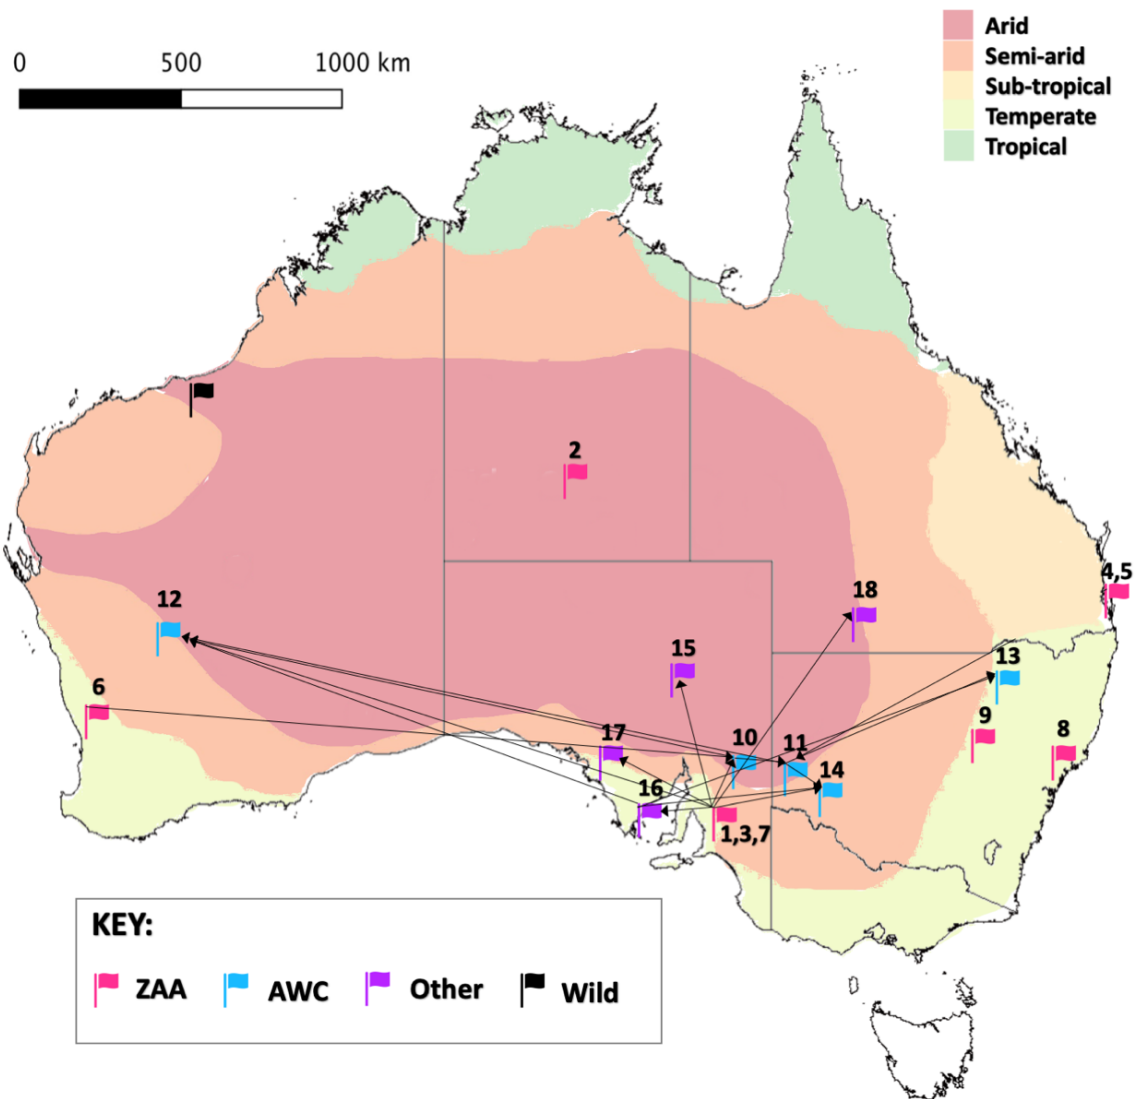 Arid
0 500 1000 km
Semi-arid
Sub-tropical
Temperate
Tropical
2
4,5
12
18
15
13
6
17
10
11
9
8
14
16
1,3,7
KEY:
ZAA AWC Other Wild